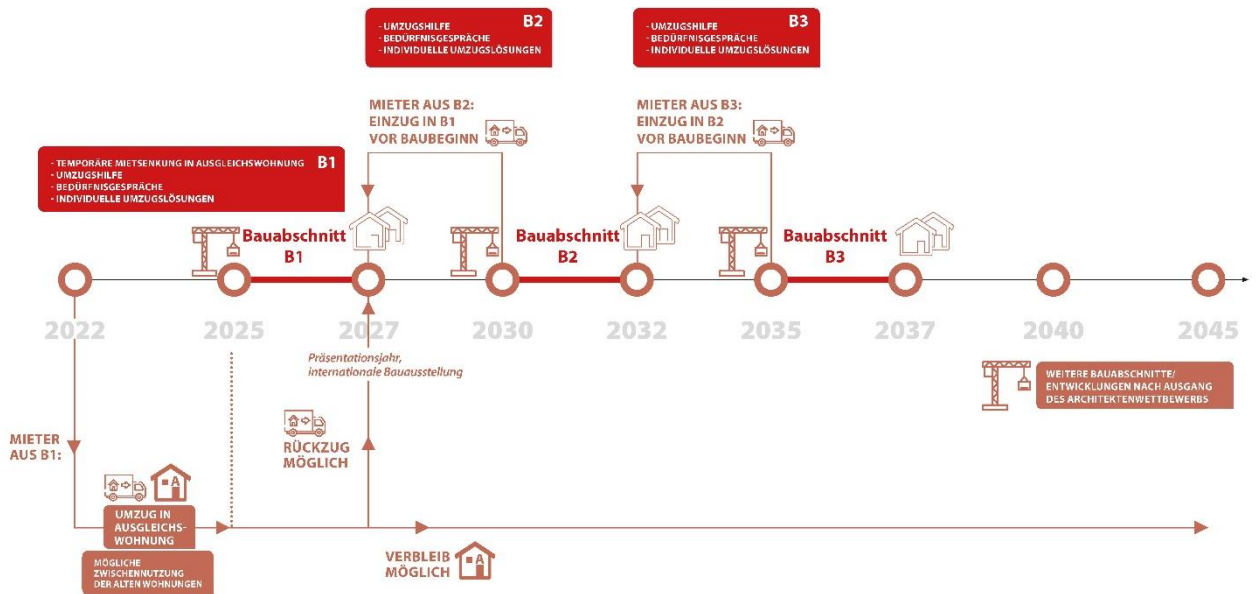 - UMZUGSHILFE
- BEDÜRFNISGESPRÄCHE
- INDIVIDUELLE UMZUGSLÖSUNGEN
B2
- UMZUGSHILFE
- BEDÜRFNISGESPRÄCHE
- INDIVIDUELLE UMZUGSLÖSUNGEN
B3
MIETER AUS B2:
EINZUG IN B1
VOR BAUBEGINN
MIETER AUS B3:
EINZUG IN B2
VOR BAUBEGINN
- TEMPORÄRE MIETSENKUNG IN AUSGLEICHSWOHNUNG
- UMZUGSHILFE
- BEDÜRFNISGESPRÄCHE
- INDIVIDUELLE UMZUGSLÖSUNGEN
B1
Bauabschnitt
B1
Bauabschnitt
B2
Bauabschnitt
B3
2022
2025
2027
2030
2032
2035
2037
2040
2045
Präsentationsjahr,
internationale Bauausstellung
WEITERE BAUABSCHNITTE/
ENTWICKLUNGEN NACH AUSGANG
DES ARCHITEKTENWETTBEWERBS
MIETER
AUS B1:
RÜCKZUG
MÖGLICH
A
UMZUG IN
AUSGLEICHS-
WOHNUNG
MÖGLICHE
ZWISCHENNUTZUNG
DER ALTEN WOHNUNGEN
VERBLEIB
MÖGLICH
A